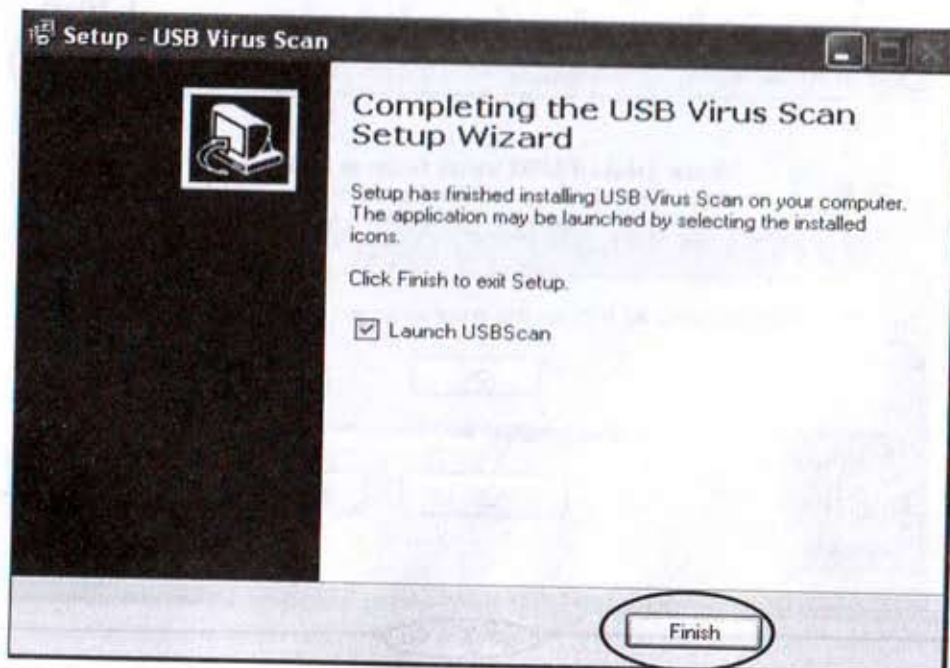 Setup - USB Virus Scan
Completing the USB Virus Scan
Setup Wizard
Setup has finished installing USB Virus Scan on your computer.
The application may be launched by selecting the installed
icons.
Click Finish to exit Setup.
Launch USBScan
Finish